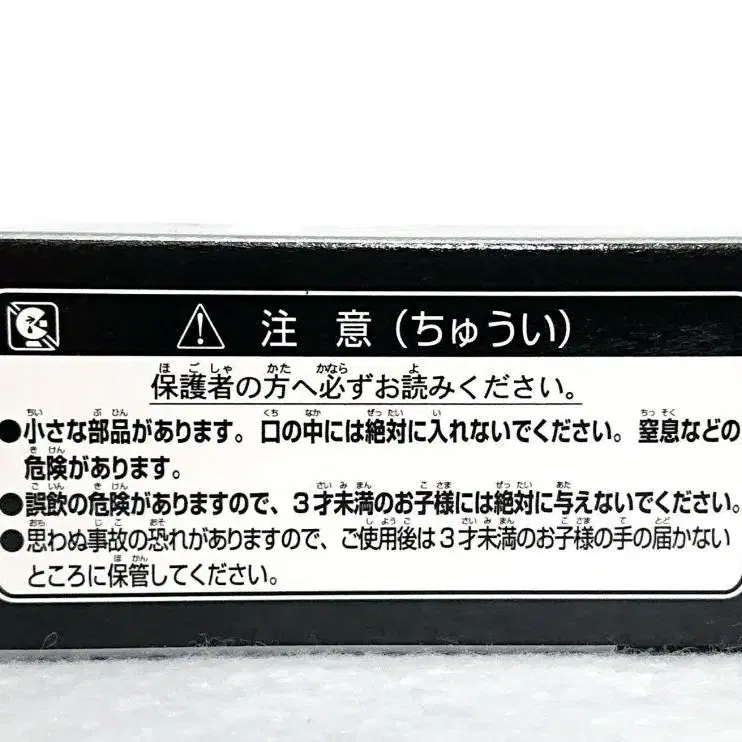 ⚠ 注意(ちゅうい)
保護者の方へ必ずお読みください。
●小さな部品があります。口の中には絶対に入れないでください。窒息などの
危険があります。
●誤飲の危険がありますので、3才未満のお子様には絶対に与えないでください。
●思わぬ事故の恐れがありますので、ご使用後は3才未満のお子様の手の届かない
ところに保管してください。